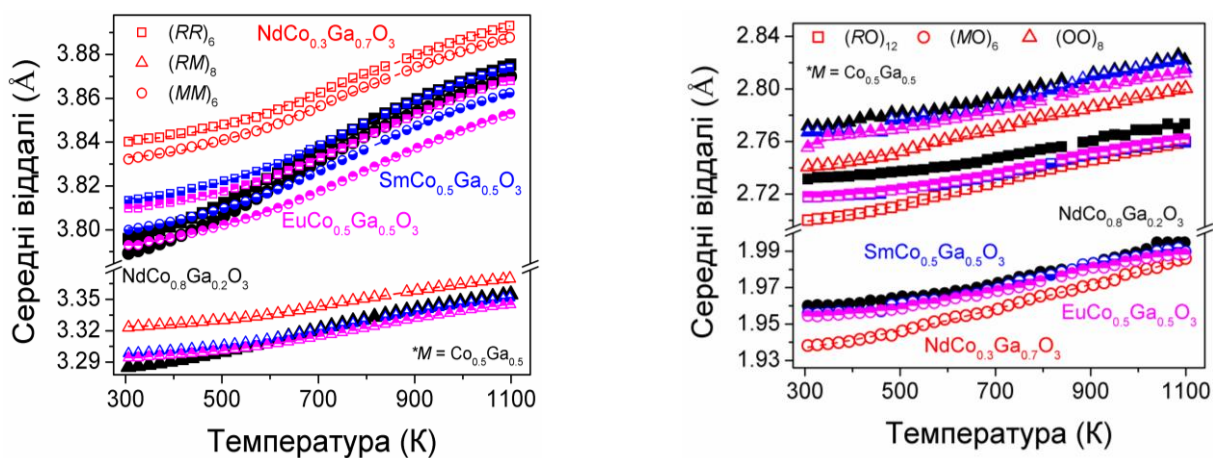 Середні віддалі (Å)
3.88
3.86
3.84
3.82
3.80
3.35
3.32
3.29
(RR)₆
(RM)₈
(MM)₆
NdCo₀.₃Ga₀.₇O₃
SmCo₀.₅Ga₀.₅O₃
EuCo₀.₅Ga₀.₅O₃
NdCo₀.₈Ga₀.₂O₃
*M = Co₀.₅Ga₀.₅
300 500 700 900 1100
Температура (К)
Середні віддалі (Å)
2.84
2.80
2.76
2.72
1.99
1.97
1.95
1.93
(RO)₁₂ (MO)₆ (OO)₈
*M = Co₀.₅Ga₀.₅
NdCo₀.₈Ga₀.₂O₃
SmCo₀.₅Ga₀.₅O₃
EuCo₀.₅Ga₀.₅O₃
NdCo₀.₃Ga₀.₇O₃
300 500 700 900 1100
Температура (К)